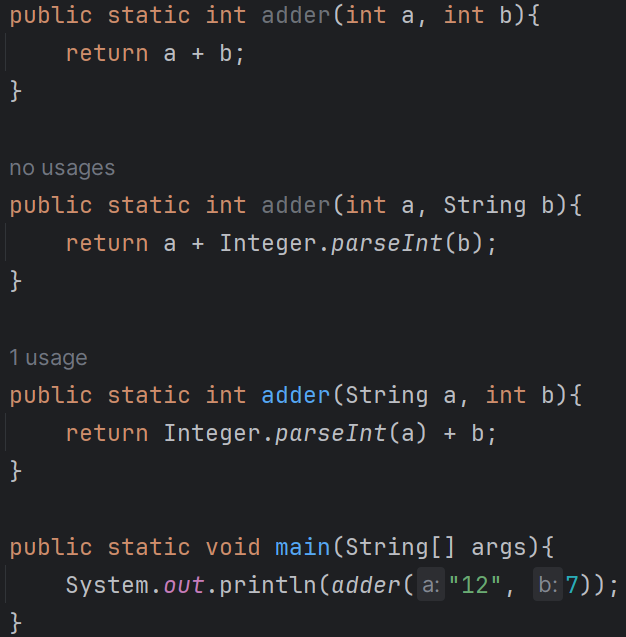 public static int adder(int a, int b){
    return a + b;
}
no usages
public static int adder(int a, String b){
    return a + Integer.parseInt(b);
}
1 usage
public static int adder(String a, int b){
    return Integer.parseInt(a) + b;
}
public static void main(String[] args){
    System.out.println(adder( a: "12", b: 7));
}